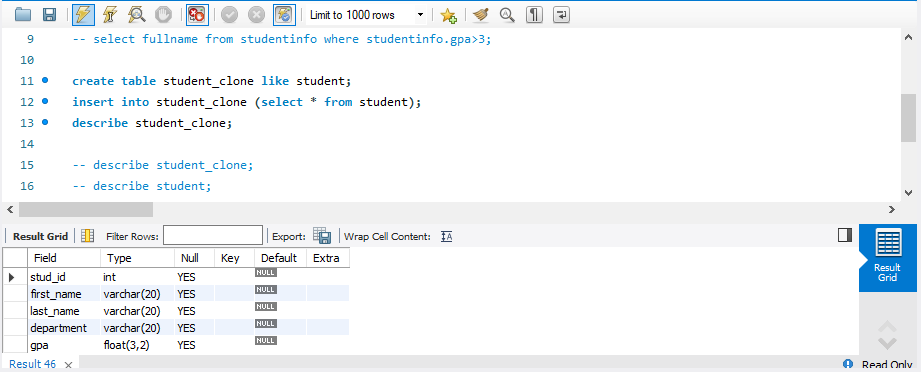 Limit to 1000 rows
9 -- select fullname from studentinfo where studentinfo.gpa>3;
10
11 create table student_clone like student;
12 insert into student_clone (select * from student);
13 describe student_clone;
14
15 -- describe student_clone;
16 -- describe student;
Result Grid Filter Rows: Export: Wrap Cell Content: IA
Field Type Null Key Default Extra
stud_id int YES NULL
first_name varchar(20) YES NULL
last_name varchar(20) YES NULL
department varchar(20) YES NULL
gpa float(3,2) YES NULL
Result
Grid
Result 46 × Read Only